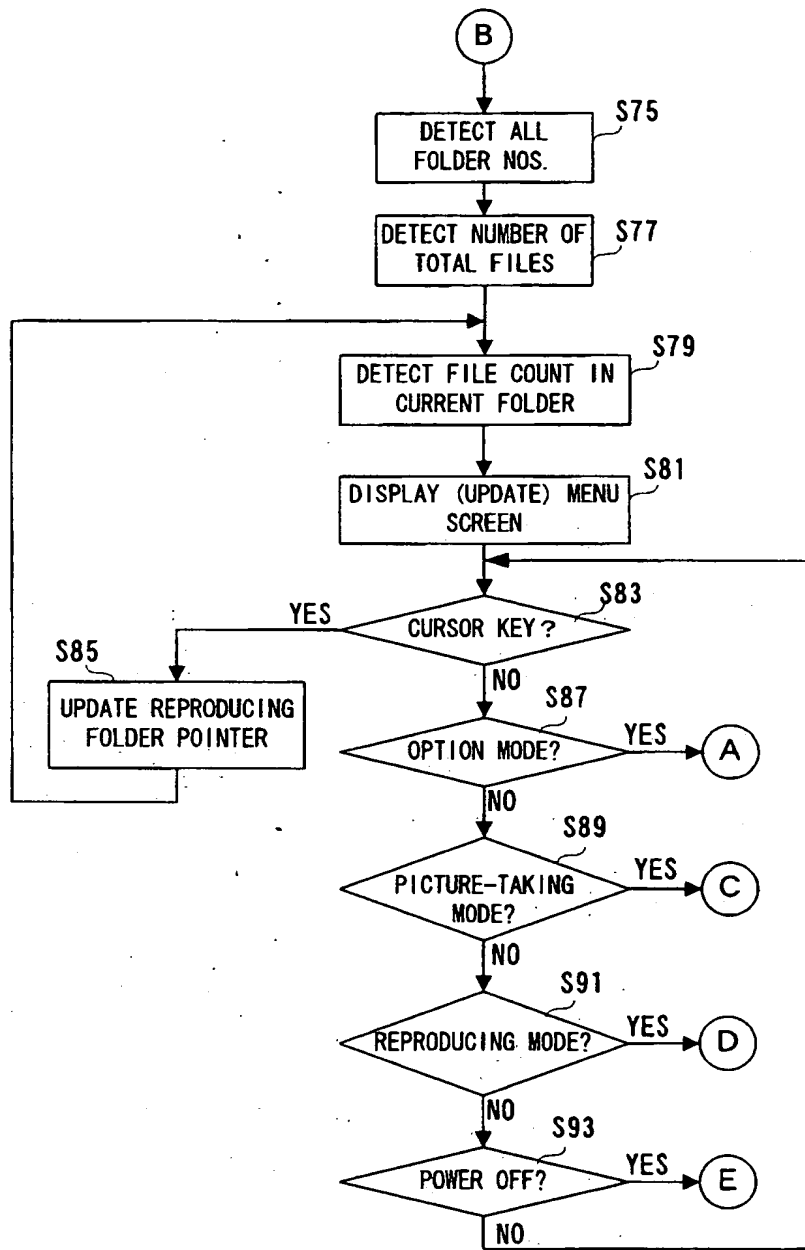 B
S75
DETECT ALL
FOLDER NOS.
S77
DETECT NUMBER OF
TOTAL FILES
S79
DETECT FILE COUNT IN
CURRENT FOLDER
S81
DISPLAY (UPDATE) MENU
SCREEN
S83
YES
CURSOR KEY?
S85
NO
UPDATE REPRODUCING
FOLDER POINTER
S87
OPTION MODE?
YES
A
NO
S89
PICTURE-TAKING
MODE?
YES
C
NO
S91
REPRODUCING MODE?
YES
D
NO
S93
POWER OFF?
YES
E
NO